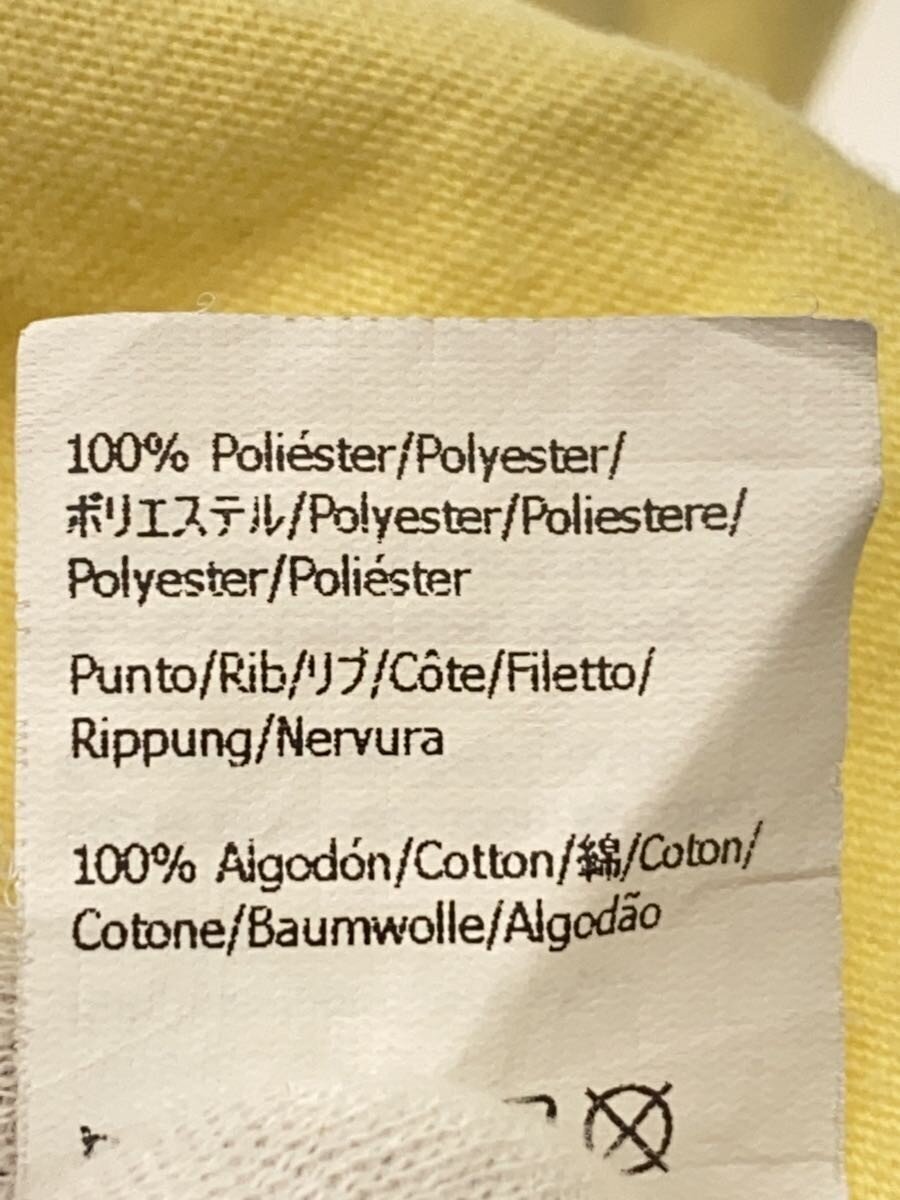 100% Poliéster/Polyester/
ポリエステル/Polyester/Poliestere/
Polyester/Poliéster
Punto/Rib/リブ/Côte/Filetto/
Rippung/Nervura
100% Algodón/Cotton/綿/Coton/
Cotone/Baumwolle/Algodão